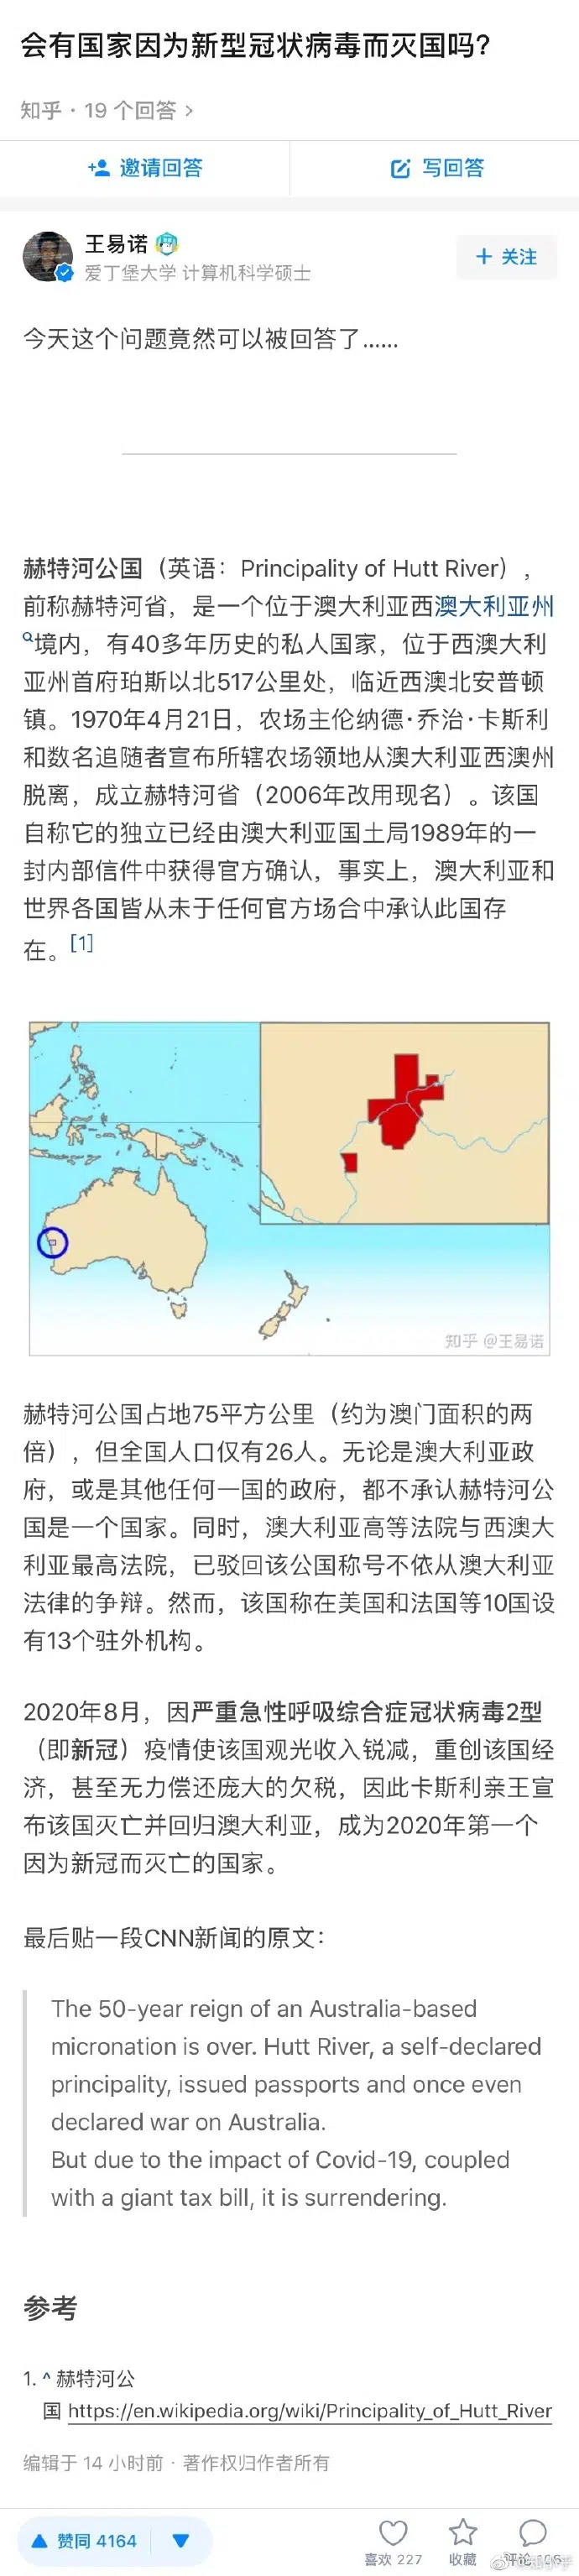 会有国家因为新型冠状病毒而灭国吗?
知乎 · 19 个回答 >
邀请回答
写回答
王易诺
爱丁堡大学 计算机科学硕士
+ 关注
今天这个问题竟然可以被回答了......
赫特河公国（英语：Principality of Hutt River），
前称赫特河省，是一个位于澳大利亚西澳大利亚州
境内，有40多年历史的私人国家，位于西澳大利
亚州首府珀斯以北517公里处，临近西澳北安普顿
镇。1970年4月21日，农场主伦纳德·乔治·卡斯利
和数名追随者宣布所辖农场领地从澳大利亚西澳州
脱离，成立赫特河省（2006年改用现名）。该国
自称它的独立已经由澳大利亚国土局1989年的一
封内部信件中获得官方确认，事实上，澳大利亚和
世界各国皆从未于任何官方场合中承认此国存
在。[1]
知乎 @王易诺
赫特河公国占地75平方公里（约为澳门面积的两
倍），但全国人口仅有26人。无论是澳大利亚政
府，或是其他任何一国的政府，都不承认赫特河公
国是一个国家。同时，澳大利亚高等法院与西澳大
利亚最高法院，已驳回该公国称号不依从澳大利亚
法律的争辩。然而，该国称在美国和法国等10国设
有13个驻外机构。
2020年8月，因严重急性呼吸综合症冠状病毒2型
（即新冠）疫情使该国观光收入锐减，重创该国经
济，甚至无力偿还庞大的欠税，因此卡斯利亲王宣
布该国灭亡并回归澳大利亚，成为2020年第一个
因为新冠而灭亡的国家。
最后贴一段CNN新闻的原文：
The 50-year reign of an Australia-based
micronation is over. Hutt River, a self-declared
principality, issued passports and once even
declared war on Australia.
But due to the impact of Covid-19, coupled
with a giant tax bill, it is surrendering.
参考
1. ^ 赫特河公
国 https://en.wikipedia.org/wiki/Principality_of_Hutt_River
编辑于 14 小时前 · 著作权归作者所有
赞同 4164
喜欢 227
收藏
评论